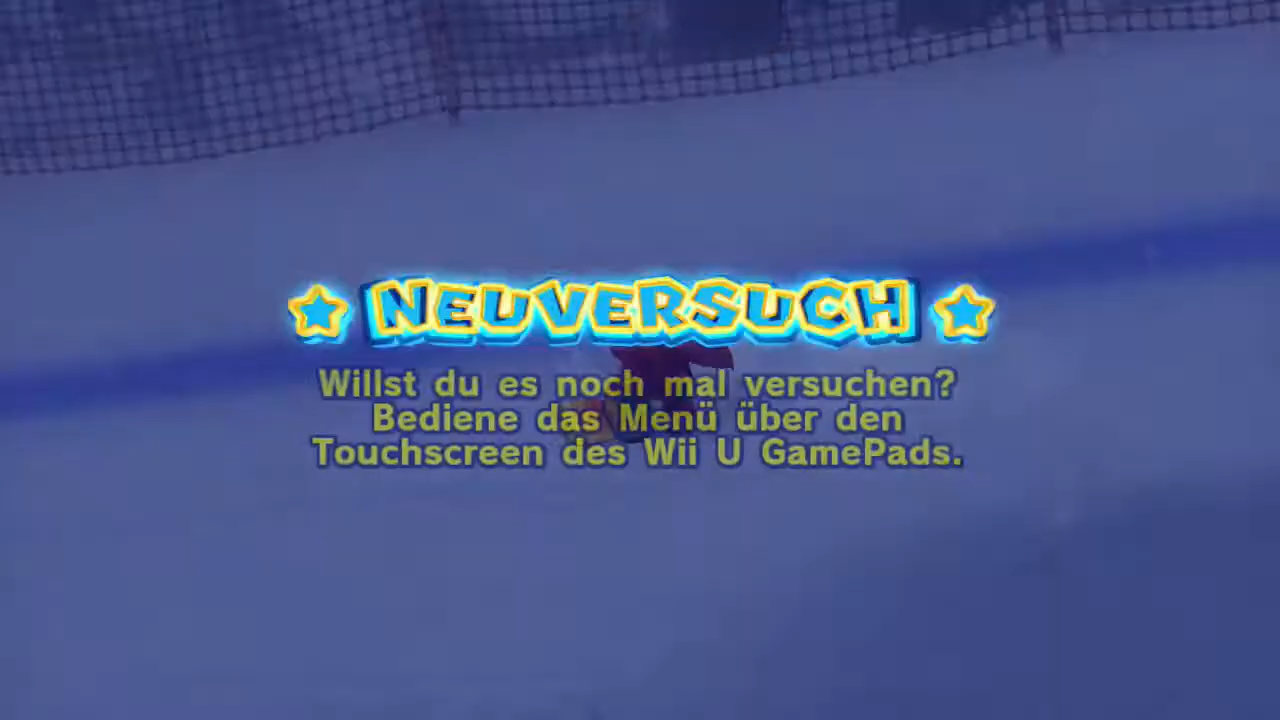 NEUVERSUCH
Willst du es noch mal versuchen?
Bediene das Menü über den
Touchscreen des Wii U GamePads.